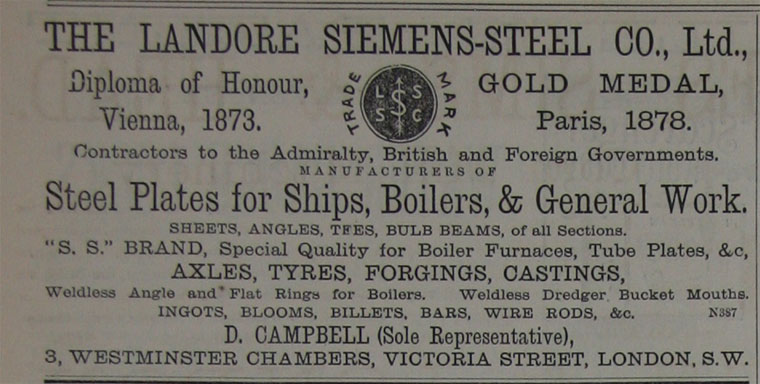 THE LANDORE SIEMENS-STEEL CO., Ltd.,
Diploma of Honour,
Vienna, 1873.
TRADE MARK
L S S S C
GOLD MEDAL,
Paris, 1878.
Contractors to the Admiralty, British and Foreign Governments.
MANUFACTURERS OF
Steel Plates for Ships, Boilers, & General Work.
SHEETS, ANGLES, TEES, BULB BEAMS, of all Sections.
"S. S." BRAND, Special Quality for Boiler Furnaces, Tube Plates, &c,
AXLES, TYRES, FORGINGS, CASTINGS,
Weldless Angle and Flat Rings for Boilers. Weldless Dredger Bucket Mouths.
INGOTS, BLOOMS, BILLETS, BARS, WIRE RODS, &c. N387
D. CAMPBELL (Sole Representative),
3, WESTMINSTER CHAMBERS, VICTORIA STREET, LONDON, S.W.